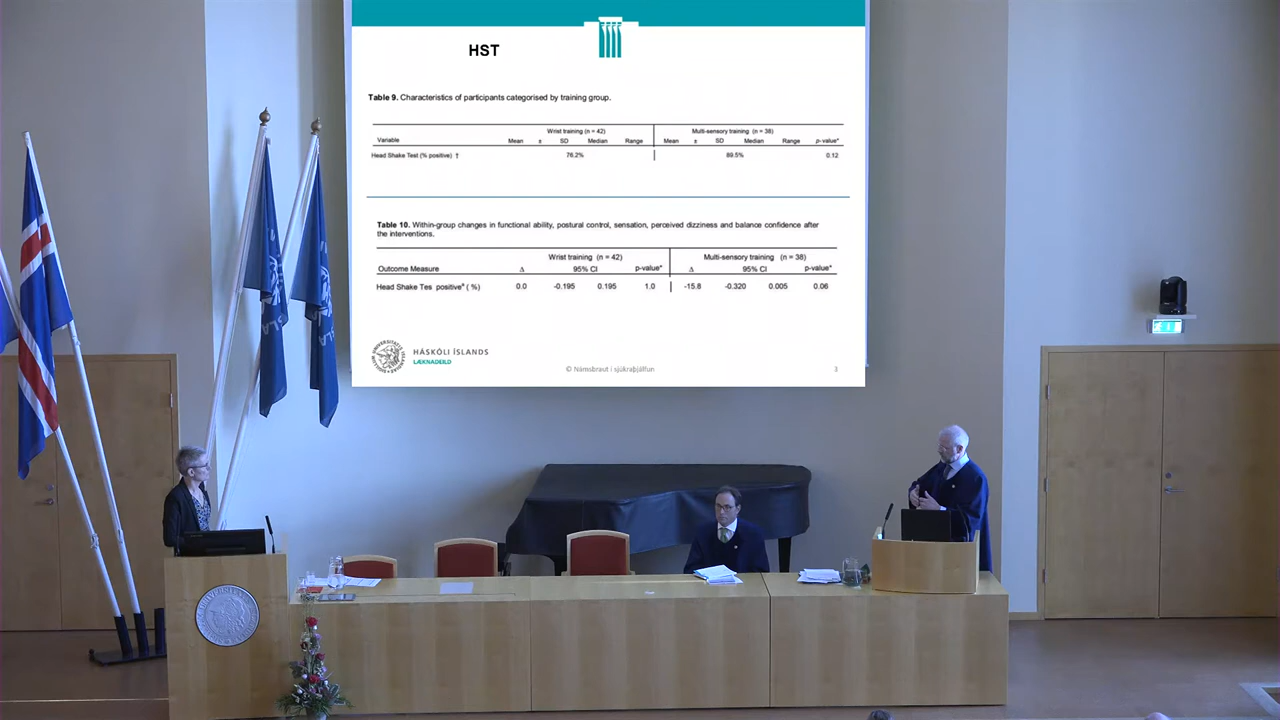 HST
Table 9. Characteristics of participants categorised by training group.
Wrist training (n = 42) Multi-sensory training (n = 38)
Variable Mean ± SD Median Range Mean ± SD Median Range p-value*
Head Shake Test (% positive) † 76.2% 89.5% 0.12
Table 10. Within-group changes in functional ability, postural control, sensation, perceived dizziness and balance confidence after
the interventions.
Wrist training (n = 42) Multi-sensory training (n = 38)
Outcome Measure Δ 95% CI p-value* Δ 95% CI p-value*
Head Shake Tes positiveª (%) 0.0 -0.195 0.195 1.0 -15.8 -0.320 0.005 0.06
HÁSKÓLI ÍSLANDS
LÆKNADEILD
© Námsbraut í sjúkraþjálfun
3